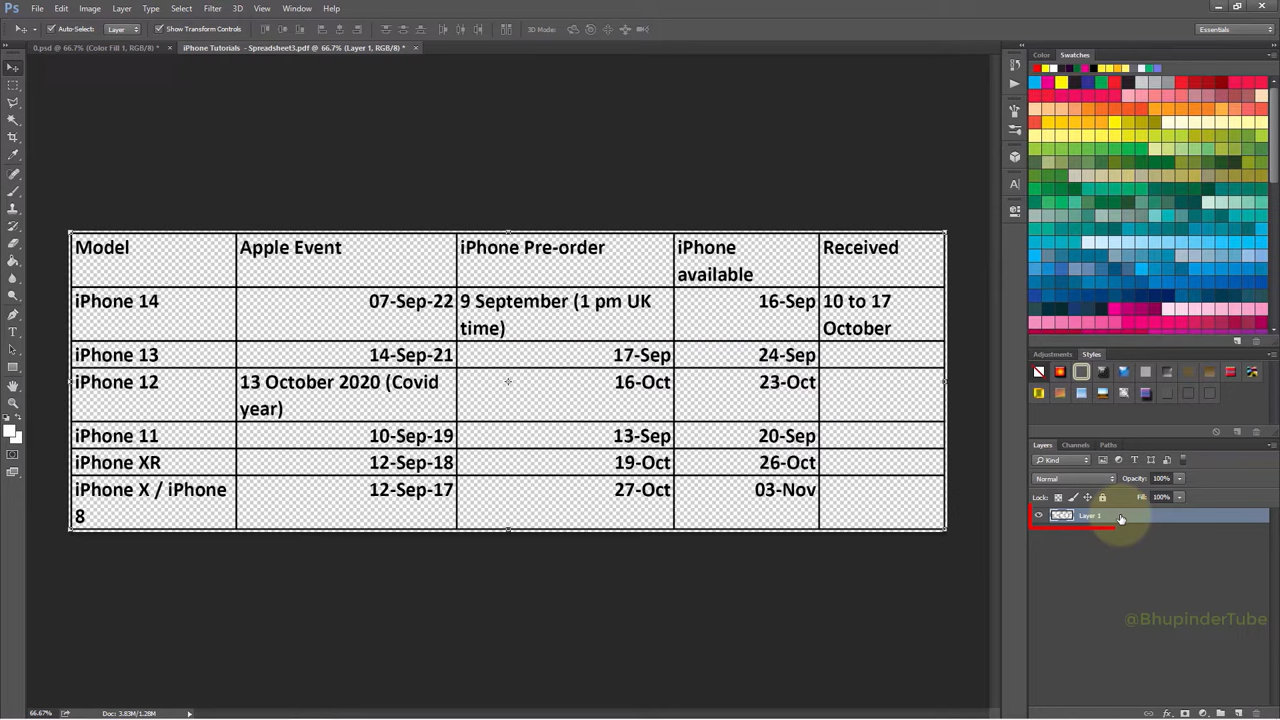 Ps File Edit Image Layer Type Select Filter 3D View Window Help
Auto-Select: Layer Show Transform Controls 3D Mode: Essentials
0.psd @ 66.7% (Color Fill 1, RGB/8) * × iPhone Tutorials - Spreadsheet3.pdf @ 66.7% (Layer 1, RGB/8) * ×
Color Swatches
Model Apple Event iPhone Pre-order iPhone available Received
iPhone 14 07-Sep-22 9 September (1 pm UK time) 16-Sep 10 to 17 October
iPhone 13 14-Sep-21 17-Sep 24-Sep
iPhone 12 13 October 2020 (Covid year) 16-Oct 23-Oct
iPhone 11 10-Sep-19 13-Sep 20-Sep
iPhone XR 12-Sep-18 19-Oct 26-Oct
iPhone X / iPhone 8 12-Sep-17 27-Oct 03-Nov
Adjustments Styles
Layers Channels Paths
Kind
Normal Opacity: 100%
Lock: Fill: 100%
Layer 1
@BhupinderTube
fx
66.67% Doc: 3.83M/1.28M